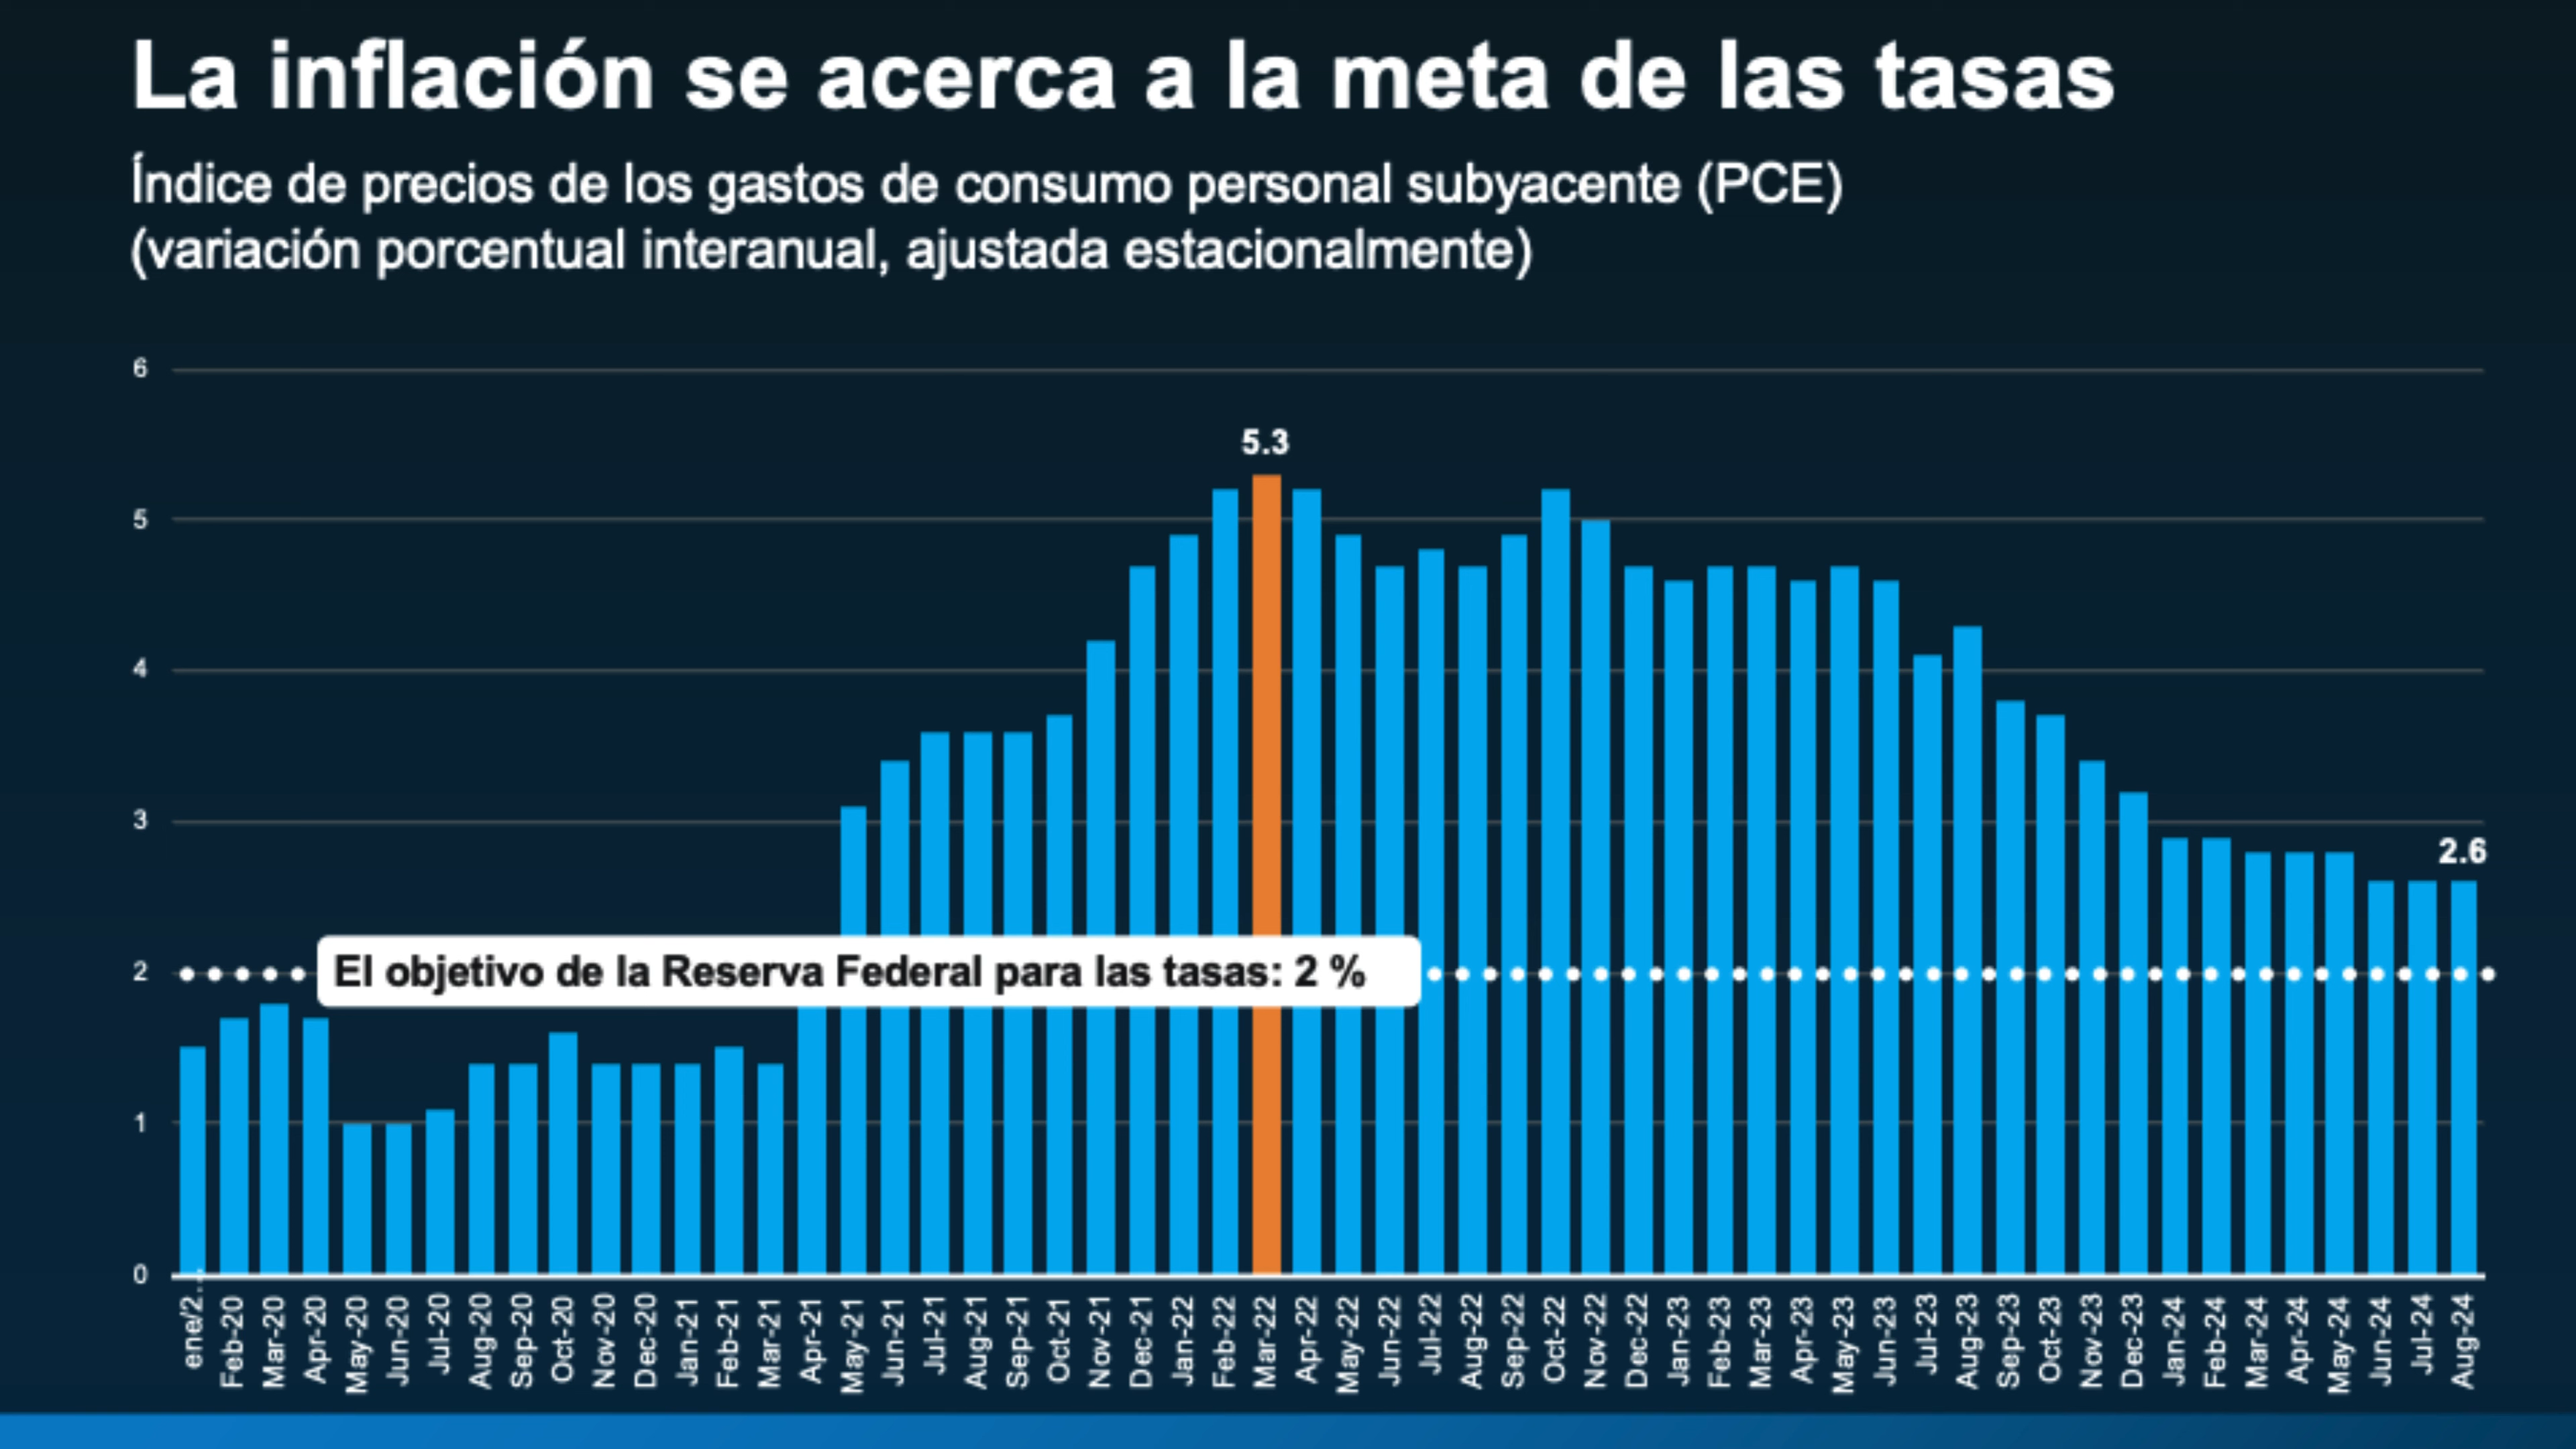 La inflación se acerca a la meta de las tasas
Índice de precios de los gastos de consumo personal subyacente (PCE)
(variación porcentual interanual, ajustada estacionalmente)
6
5.3
5
4
3
2.6
2
El objetivo de la Reserva Federal para las tasas: 2 %
1
0
ene/2...
Feb-20
Mar-20
Apr-20
May-20
Jun-20
Jul-20
Aug-20
Sep-20
Oct-20
Nov-20
Dec-20
Jan-21
Feb-21
Mar-21
Apr-21
May-21
Jun-21
Jul-21
Aug-21
Sep-21
Oct-21
Nov-21
Dec-21
Jan-22
Feb-22
Mar-22
Apr-22
May-22
Jun-22
Jul-22
Aug-22
Sep-22
Oct-22
Nov-22
Dec-22
Jan-23
Feb-23
Mar-23
Apr-23
May-23
Jun-23
Jul-23
Aug-23
Sep-23
Oct-23
Nov-23
Dec-23
Jan-24
Feb-24
Mar-24
Apr-24
May-24
Jun-24
Jul-24
Aug-24